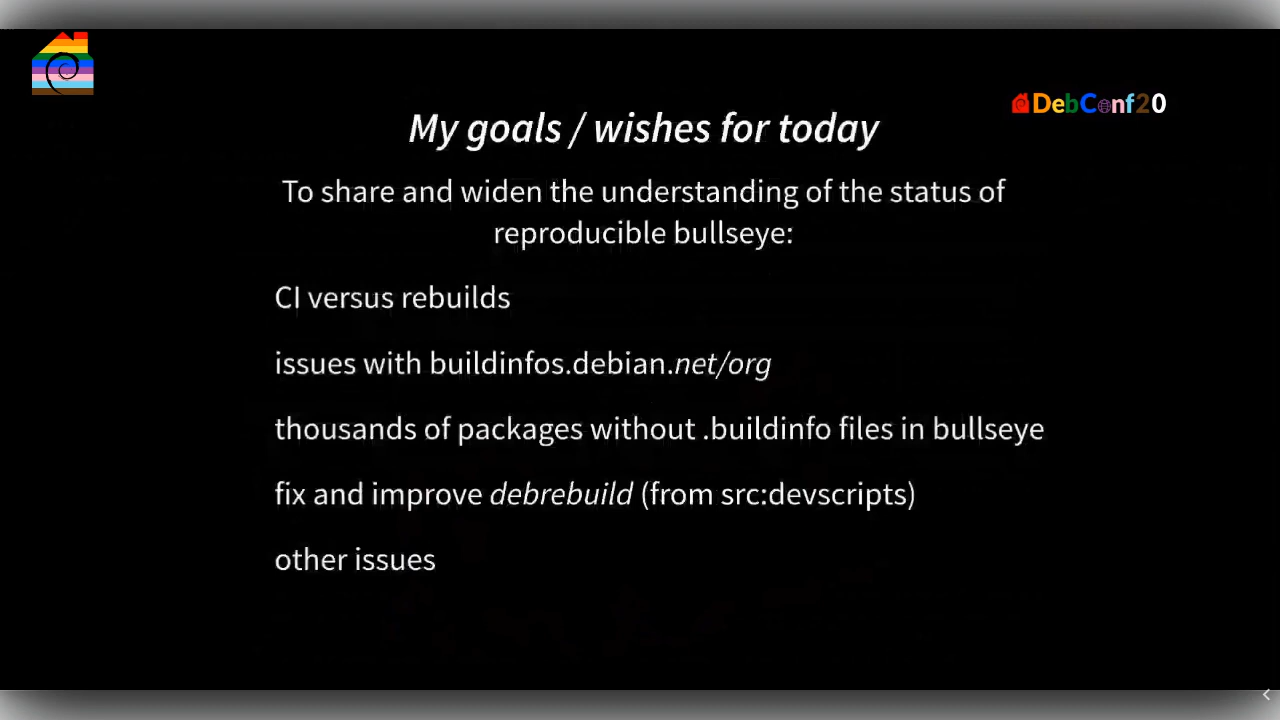 DebConf20
My goals / wishes for today
To share and widen the understanding of the status of
reproducible bullseye:
CI versus rebuilds
issues with buildinfos.debian.net/org
thousands of packages without .buildinfo files in bullseye
fix and improve debrebuild (from src:devscripts)
other issues